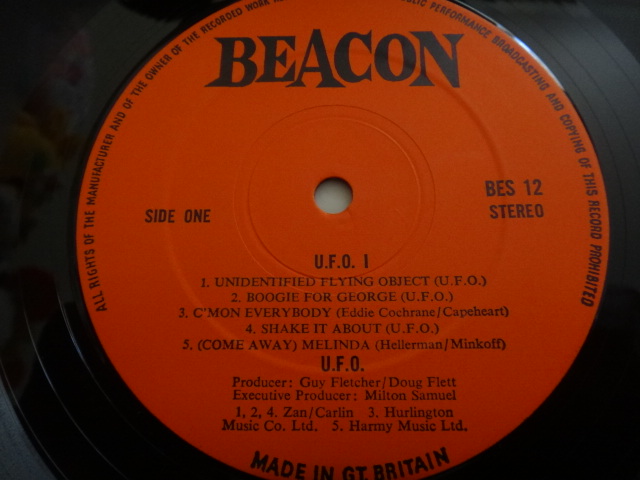 ALL RIGHTS OF THE MANUFACTURER AND OF THE OWNER OF THE RECORDED WORK PUBLIC PERFORMANCE BROADCASTING AND COPYING OF THIS RECORD PROHIBITED
BEACON
BES 12
SIDE ONE
STEREO
U.F.O. 1
1. UNIDENTIFIED FLYING OBJECT (U.F.O.)
2. BOOGIE FOR GEORGE (U.F.O.)
3. C'MON EVERYBODY (Eddie Cochrane/Capeheart)
4. SHAKE IT ABOUT (U.F.O.)
5. (COME AWAY) MELINDA (Hellerman/Minkoff)
U.F.O.
Producer: Guy Fletcher/Doug Flett
Executive Producer: Milton Samuel
1, 2, 4. Zan/Carlin 3. Hurlington
Music Co. Ltd. 5. Harmy Music Ltd.
MADE IN GT. BRITAIN